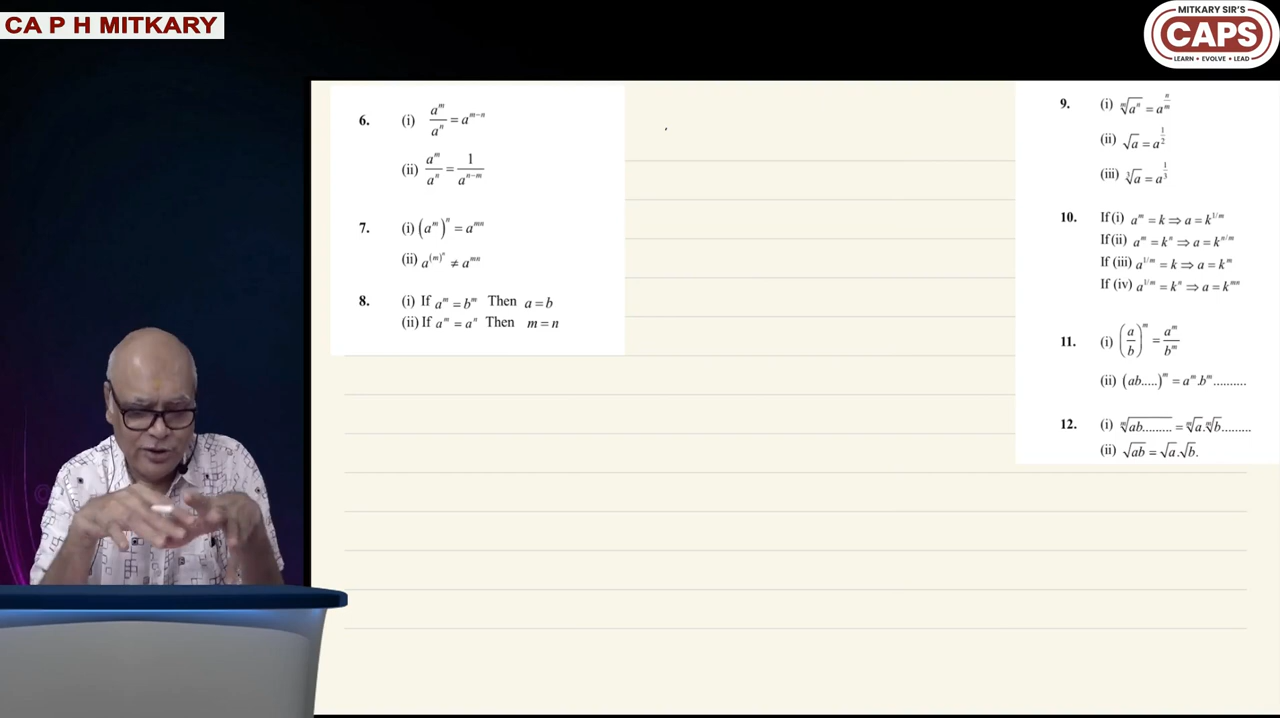 CA P H MITKARY
MITKARY SIR'S
CAPS
LEARN • EVOLVE • LEAD
6. (i) a^m/a^n = a^{m−n}
(ii) a^m/a^n = 1/a^{n−m}
7. (i) (a^m)^n = a^{mn}
(ii) a^{(m)^n} ≠ a^{mn}
8. (i) If a^m = b^m Then a = b
(ii) If a^m = a^n Then m = n
9. (i) ᵐ√a^n = a^{n/m}
(ii) √a = a^{1/2}
(iii) ³√a = a^{1/3}
10. If (i) a^m = k ⇒ a = k^{1/m}
If (ii) a^m = k^n ⇒ a = k^{n/m}
If (iii) a^{1/m} = k ⇒ a = k^m
If (iv) a^{1/m} = k^n ⇒ a = k^{mn}
11. (i) (a/b)^m = a^m/b^m
(ii) (ab.....)^m = a^m.b^m..........
12. (i) ᵐ√ab......... = ᵐ√a.ᵐ√b.........
(ii) √ab = √a.√b.